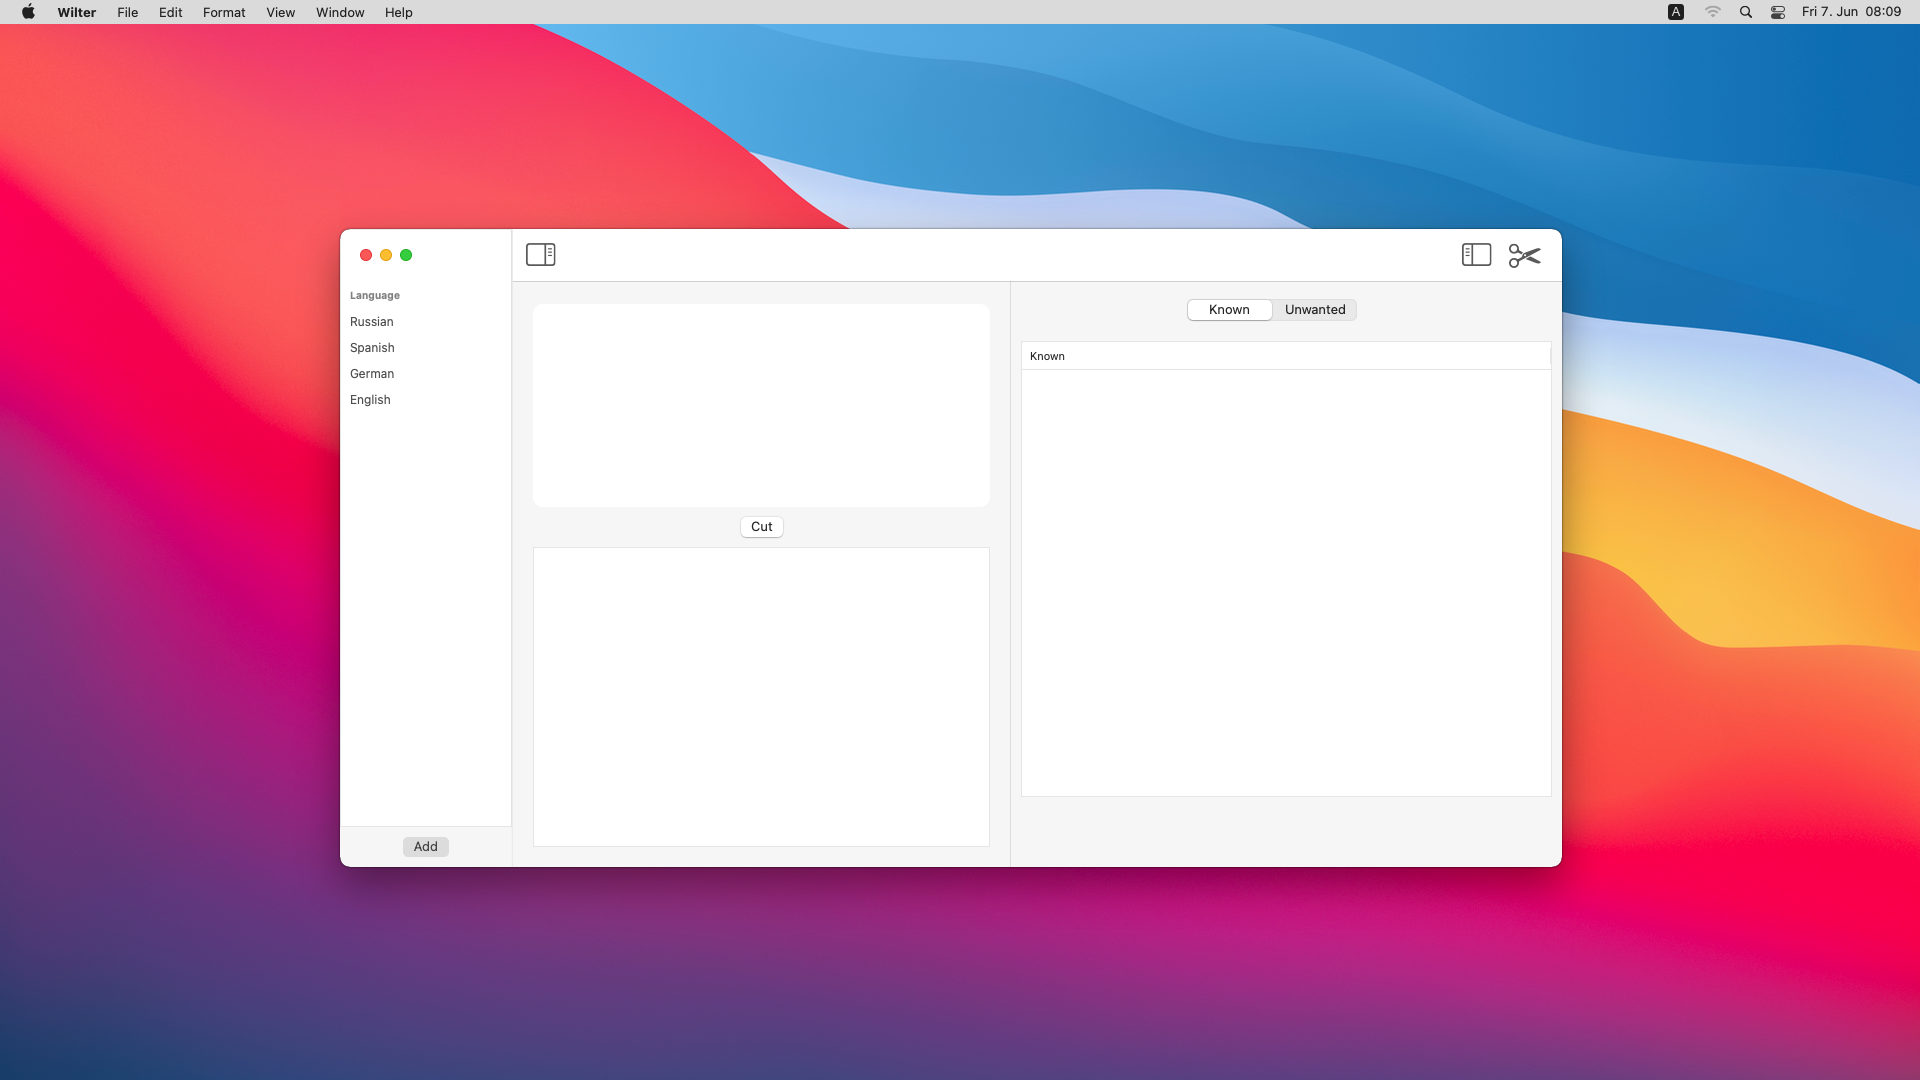 Wilter File Edit Format View Window Help A Fri 7. Jun 08:09
Language
Russian
Spanish
German
English
Add
Cut
Known Unwanted
Known